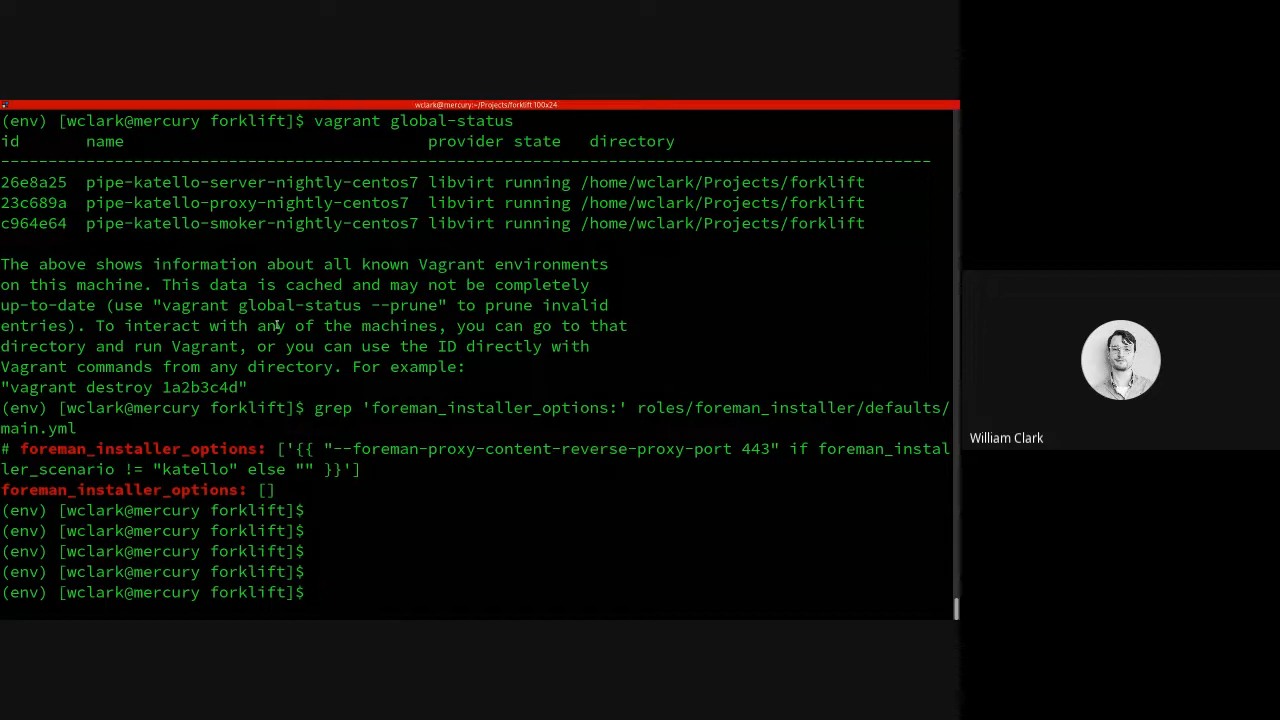 wclark@mercury:~/Projects/forklift 100x24
(env) [wclark@mercury forklift]$ vagrant global-status
id       name                                provider state   directory
--------------------------------------------------------------------------------------------------
26e8a25  pipe-katello-server-nightly-centos7 libvirt running /home/wclark/Projects/forklift
23c689a  pipe-katello-proxy-nightly-centos7  libvirt running /home/wclark/Projects/forklift
c964e64  pipe-katello-smoker-nightly-centos7 libvirt running /home/wclark/Projects/forklift
The above shows information about all known Vagrant environments
on this machine. This data is cached and may not be completely
up-to-date (use "vagrant global-status --prune" to prune invalid
entries). To interact with any of the machines, you can go to that
directory and run Vagrant, or you can use the ID directly with
Vagrant commands from any directory. For example:
"vagrant destroy 1a2b3c4d"
(env) [wclark@mercury forklift]$ grep 'foreman_installer_options:' roles/foreman_installer/defaults/
main.yml
# foreman_installer_options: ['{{ "--foreman-proxy-content-reverse-proxy-port 443" if foreman_instal
ler_scenario != "katello" else "" }}']
foreman_installer_options: []
(env) [wclark@mercury forklift]$
(env) [wclark@mercury forklift]$
(env) [wclark@mercury forklift]$
(env) [wclark@mercury forklift]$
(env) [wclark@mercury forklift]$
William Clark